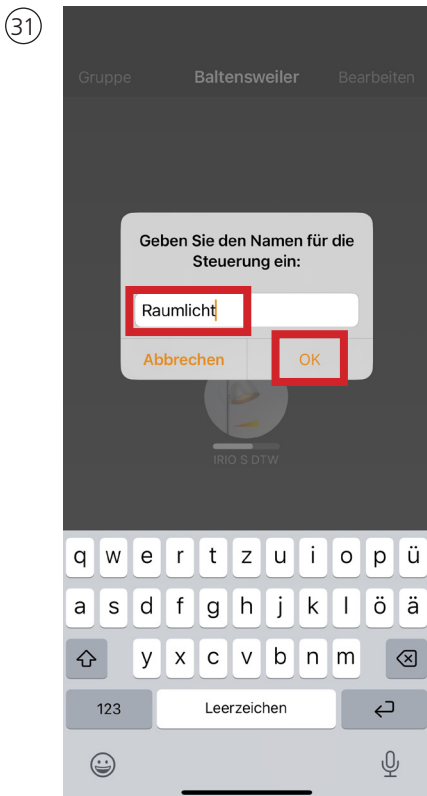 31
Gruppe Baltensweiler Bearbeiten
Geben Sie den Namen für die
Steuerung ein:
Raumlicht
Abbrechen OK
IRIO S DTW
q w e r t z u i o p ü
a s d f g h j k l ö ä
y x c v b n m
123 Leerzeichen